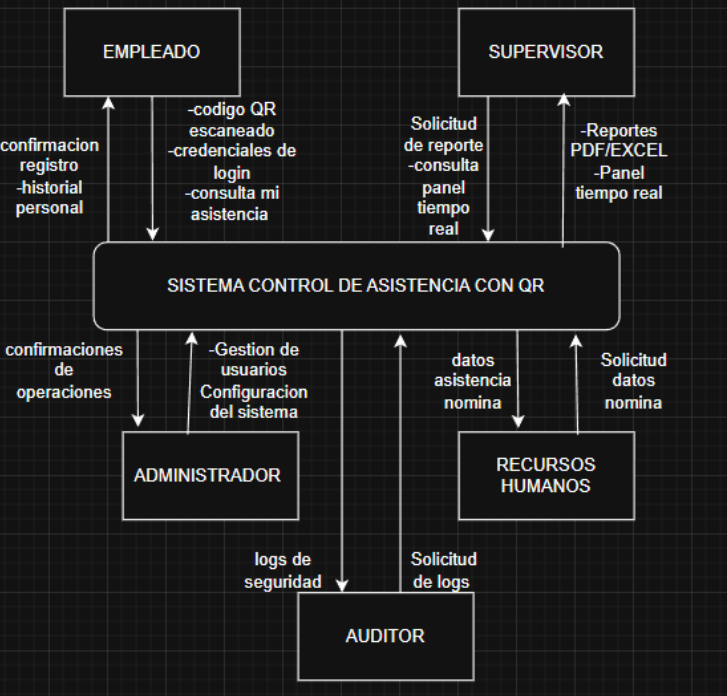 EMPLEADO
SUPERVISOR
confirmacion
registro
-historial
personal
-codigo QR
escaneado
-credenciales de
login
-consulta mi
asistencia
Solicitud
de reporte
-consulta
panel
tiempo
real
-Reportes
PDF/EXCEL
-Panel
tiempo real
SISTEMA CONTROL DE ASISTENCIA CON QR
confirmaciones
de
operaciones
-Gestion de
usuarios
Configuracion
del sistema
datos
asistencia
nomina
Solicitud
datos
nomina
ADMINISTRADOR
RECURSOS
HUMANOS
logs de
seguridad
Solicitud
de logs
AUDITOR